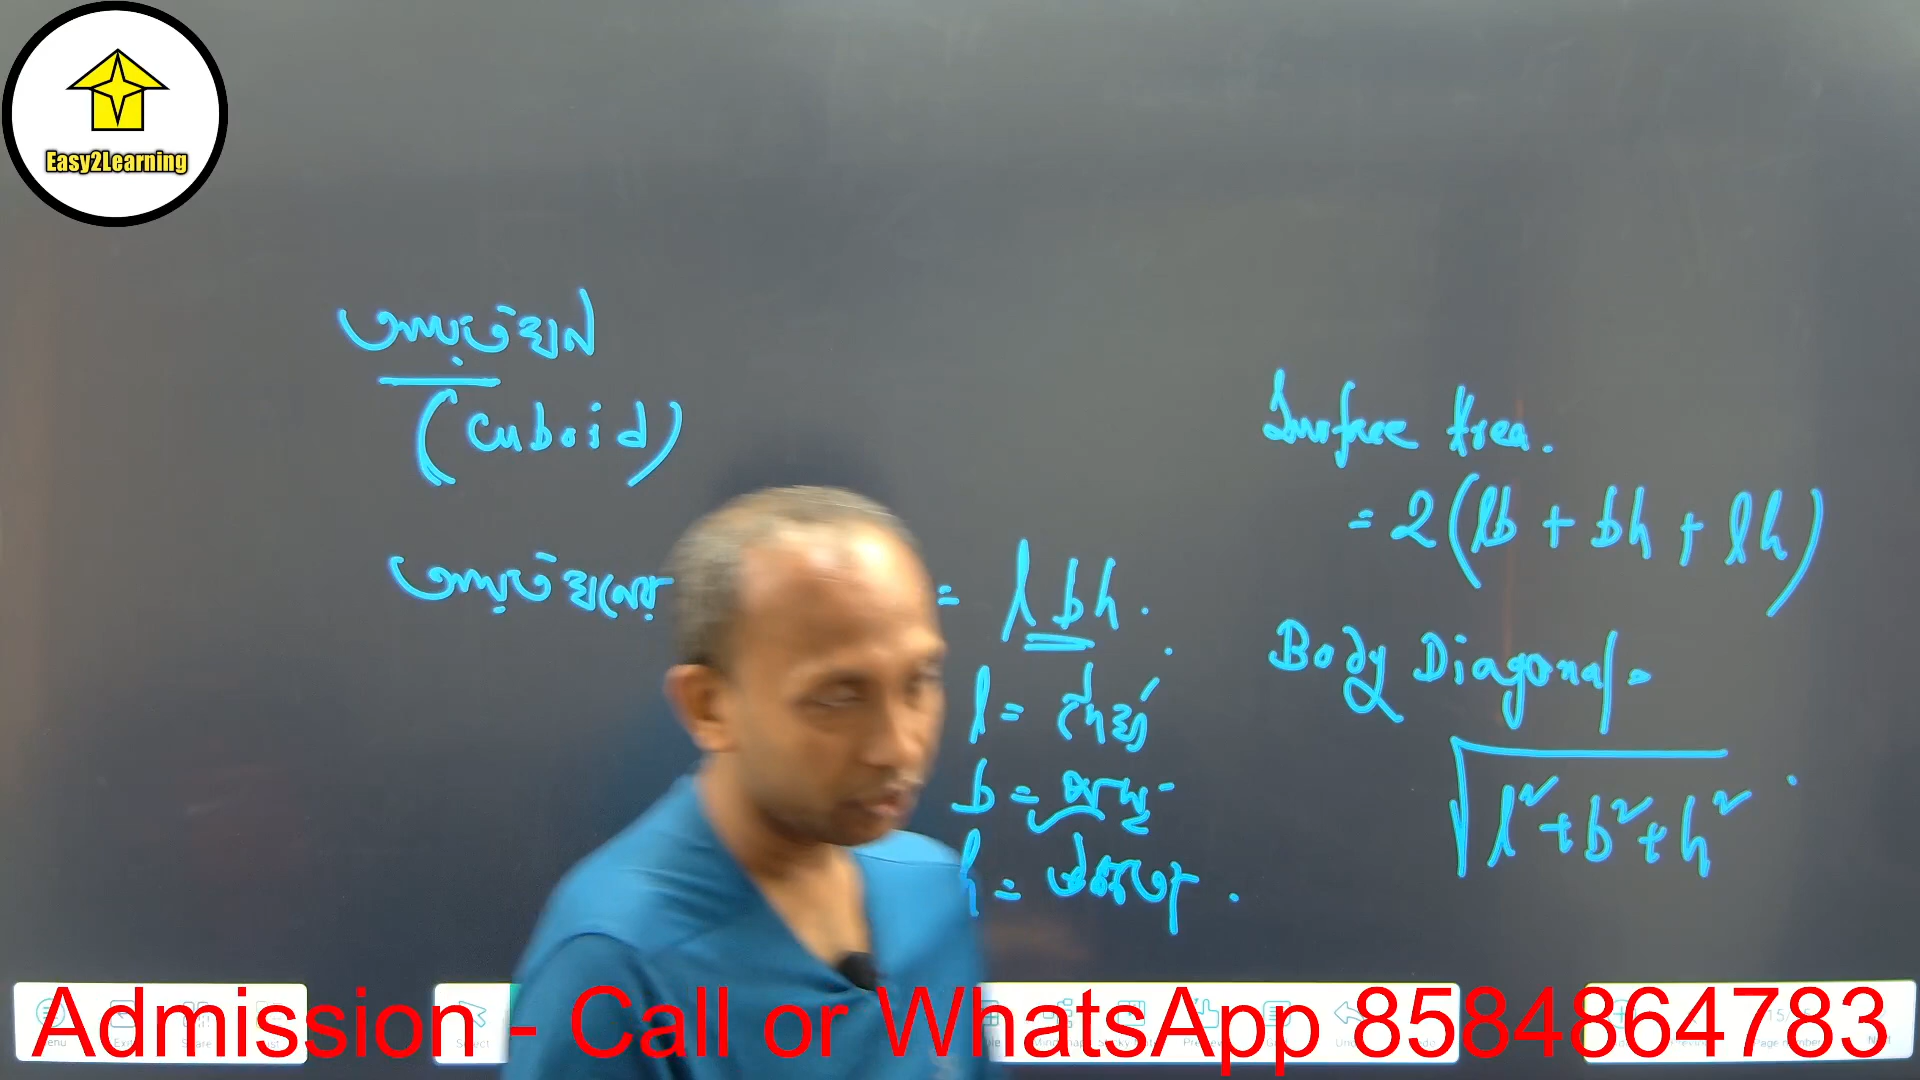 Easy2Learning
আয়তঘন
(Cuboid)
আয়তঘনের = lbh.
l = দৈর্ঘ্য
b = প্রস্থ
h = উচ্চতা.
Surface Area.
= 2(lb + bh + lh)
Body Diagonal =
√l²+b²+h².
Admission - Call or WhatsApp 8584864783